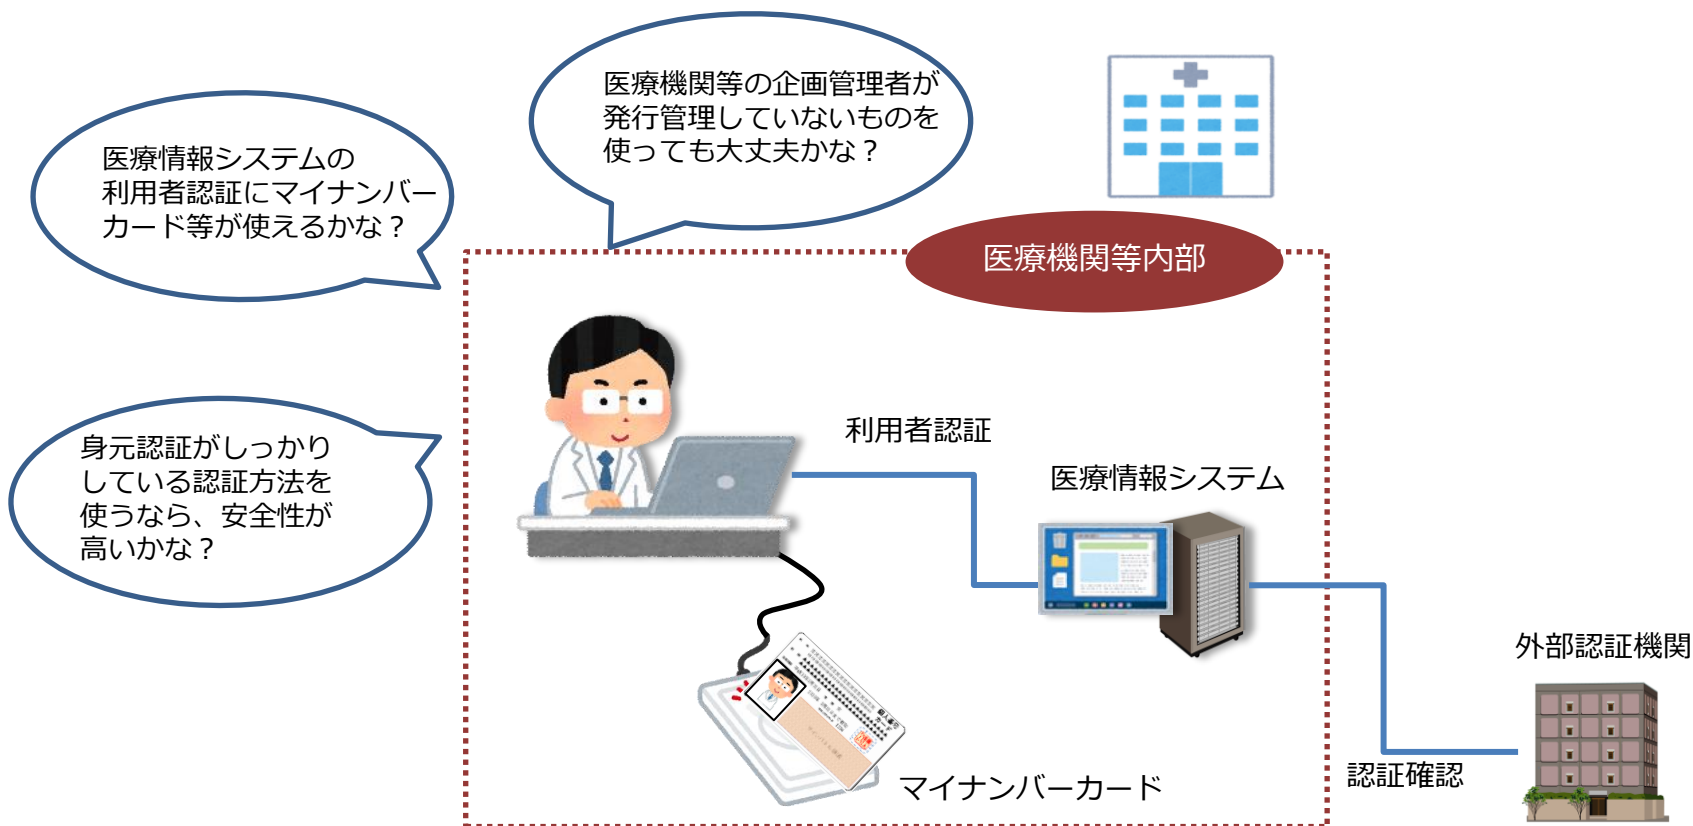 医療機関等の企画管理者が
発行管理していないものを
使っても大丈夫かな？
医療情報システムの
利用者認証にマイナンバー
カード等が使えるかな？
医療機関等内部
身元認証がしっかり
している認証方法を
使うなら、安全性が
高いかな？
利用者認証
医療情報システム
外部認証機関
認証確認
マイナンバーカード
個人番号
カード